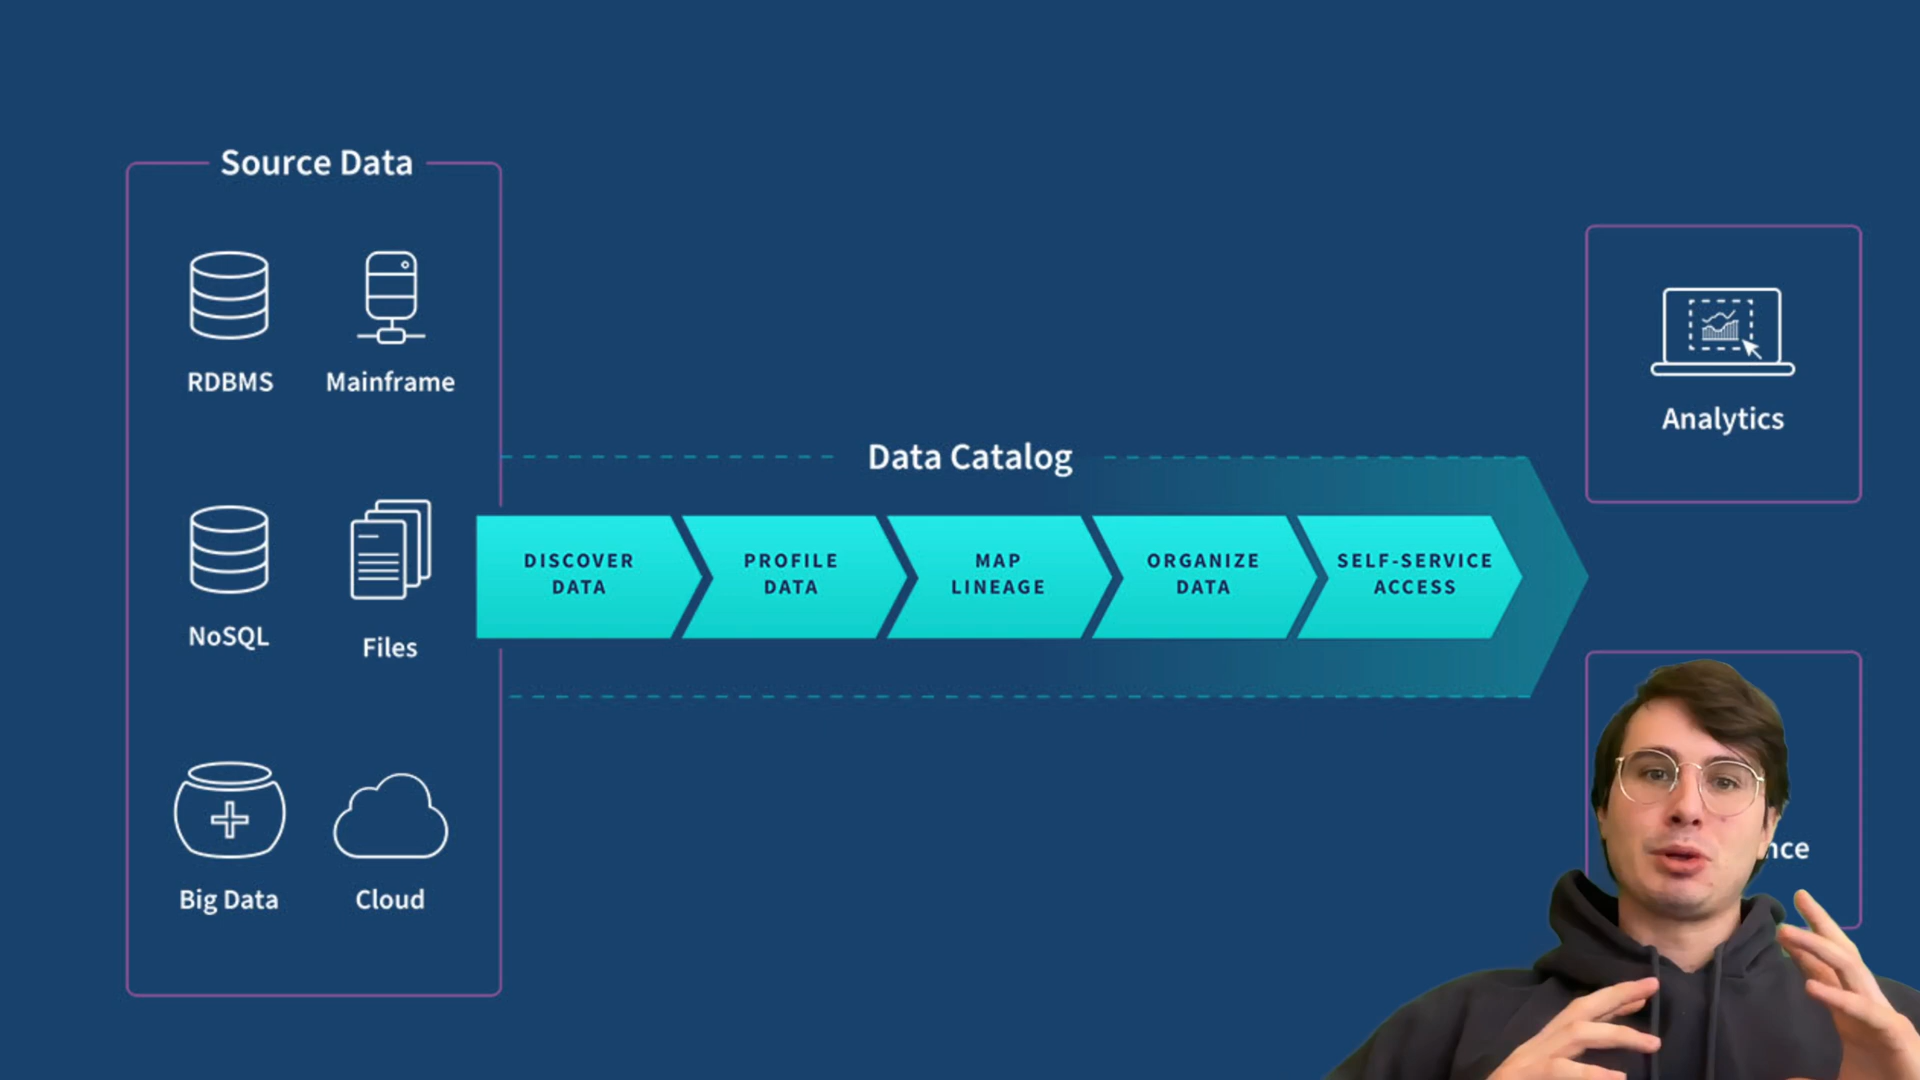 Source Data
RDBMS
Mainframe
NoSQL
Files
Big Data
Cloud
Data Catalog
DISCOVER
DATA
PROFILE
DATA
MAP
LINEAGE
ORGANIZE
DATA
SELF-SERVICE
ACCESS
Analytics